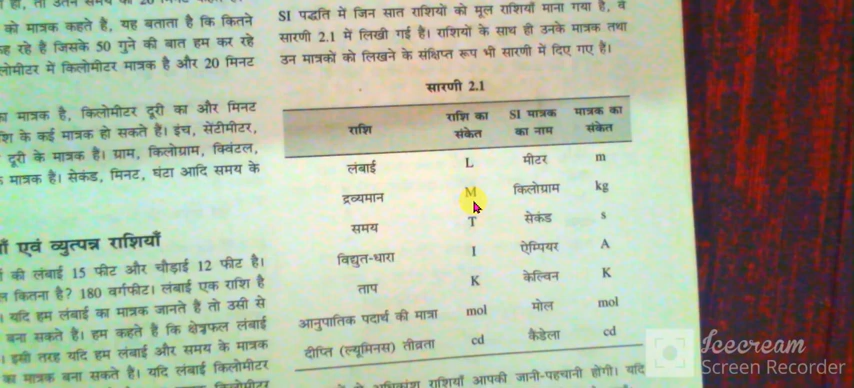 को मात्रक कहते है, यह बताता है कि कितने
रहे है जिसके 50 गुने की बात हम कर रहे
में किलोमीटर मात्रक है और 20 मिनट
मात्रक है, किलोमीटर दूरी का और मिनट
के कई मात्रक हो सकते हैं। इंच, सेंटीमीटर,
दूरी के मात्रक है। ग्राम, किलोग्राम, क्विंटल,
मात्रक है। सेकंड, मिनट, घंटा आदि समय के
एवं व्युत्पन्न राशियाँ
की लंबाई 15 फीट और चौड़ाई 12 फीट है।
कितना है? 180 वर्गफीट। लंबाई एक राशि है
यदि हम लंबाई का मात्रक जानते है तो उसी से
बना सकते है। हम कहते है कि क्षेत्रफल लंबाई
इसी तरह यदि हम लंबाई और समय के मात्रक
का मात्रक बना सकते है। यदि लंबाई किलोमीटर
SI पद्धति में जिन सात राशियों को मूल राशियाँ माना गया है, वे
सारणी 2.1 में लिखी गई है। राशियों के साथ ही उनके मात्रक तथा
उन मात्रकों को लिखने के संक्षिप्त रूप भी सारणी में दिए गए है।
सारणी 2.1
राशि राशि का संकेत SI मात्रक का नाम मात्रक का संकेत
लंबाई L मीटर m
द्रव्यमान M किलोग्राम kg
समय T सेकंड s
विद्युत-धारा I ऐम्पियर A
ताप K केल्विन K
आनुपातिक पदार्थ की मात्रा mol मोल mol
दीप्ति (ल्यूमिनस) तीव्रता cd कैंडेला cd
राशियाँ आपकी जानी-पहचानी होंगी। यदि
Icecream
Screen Recorder